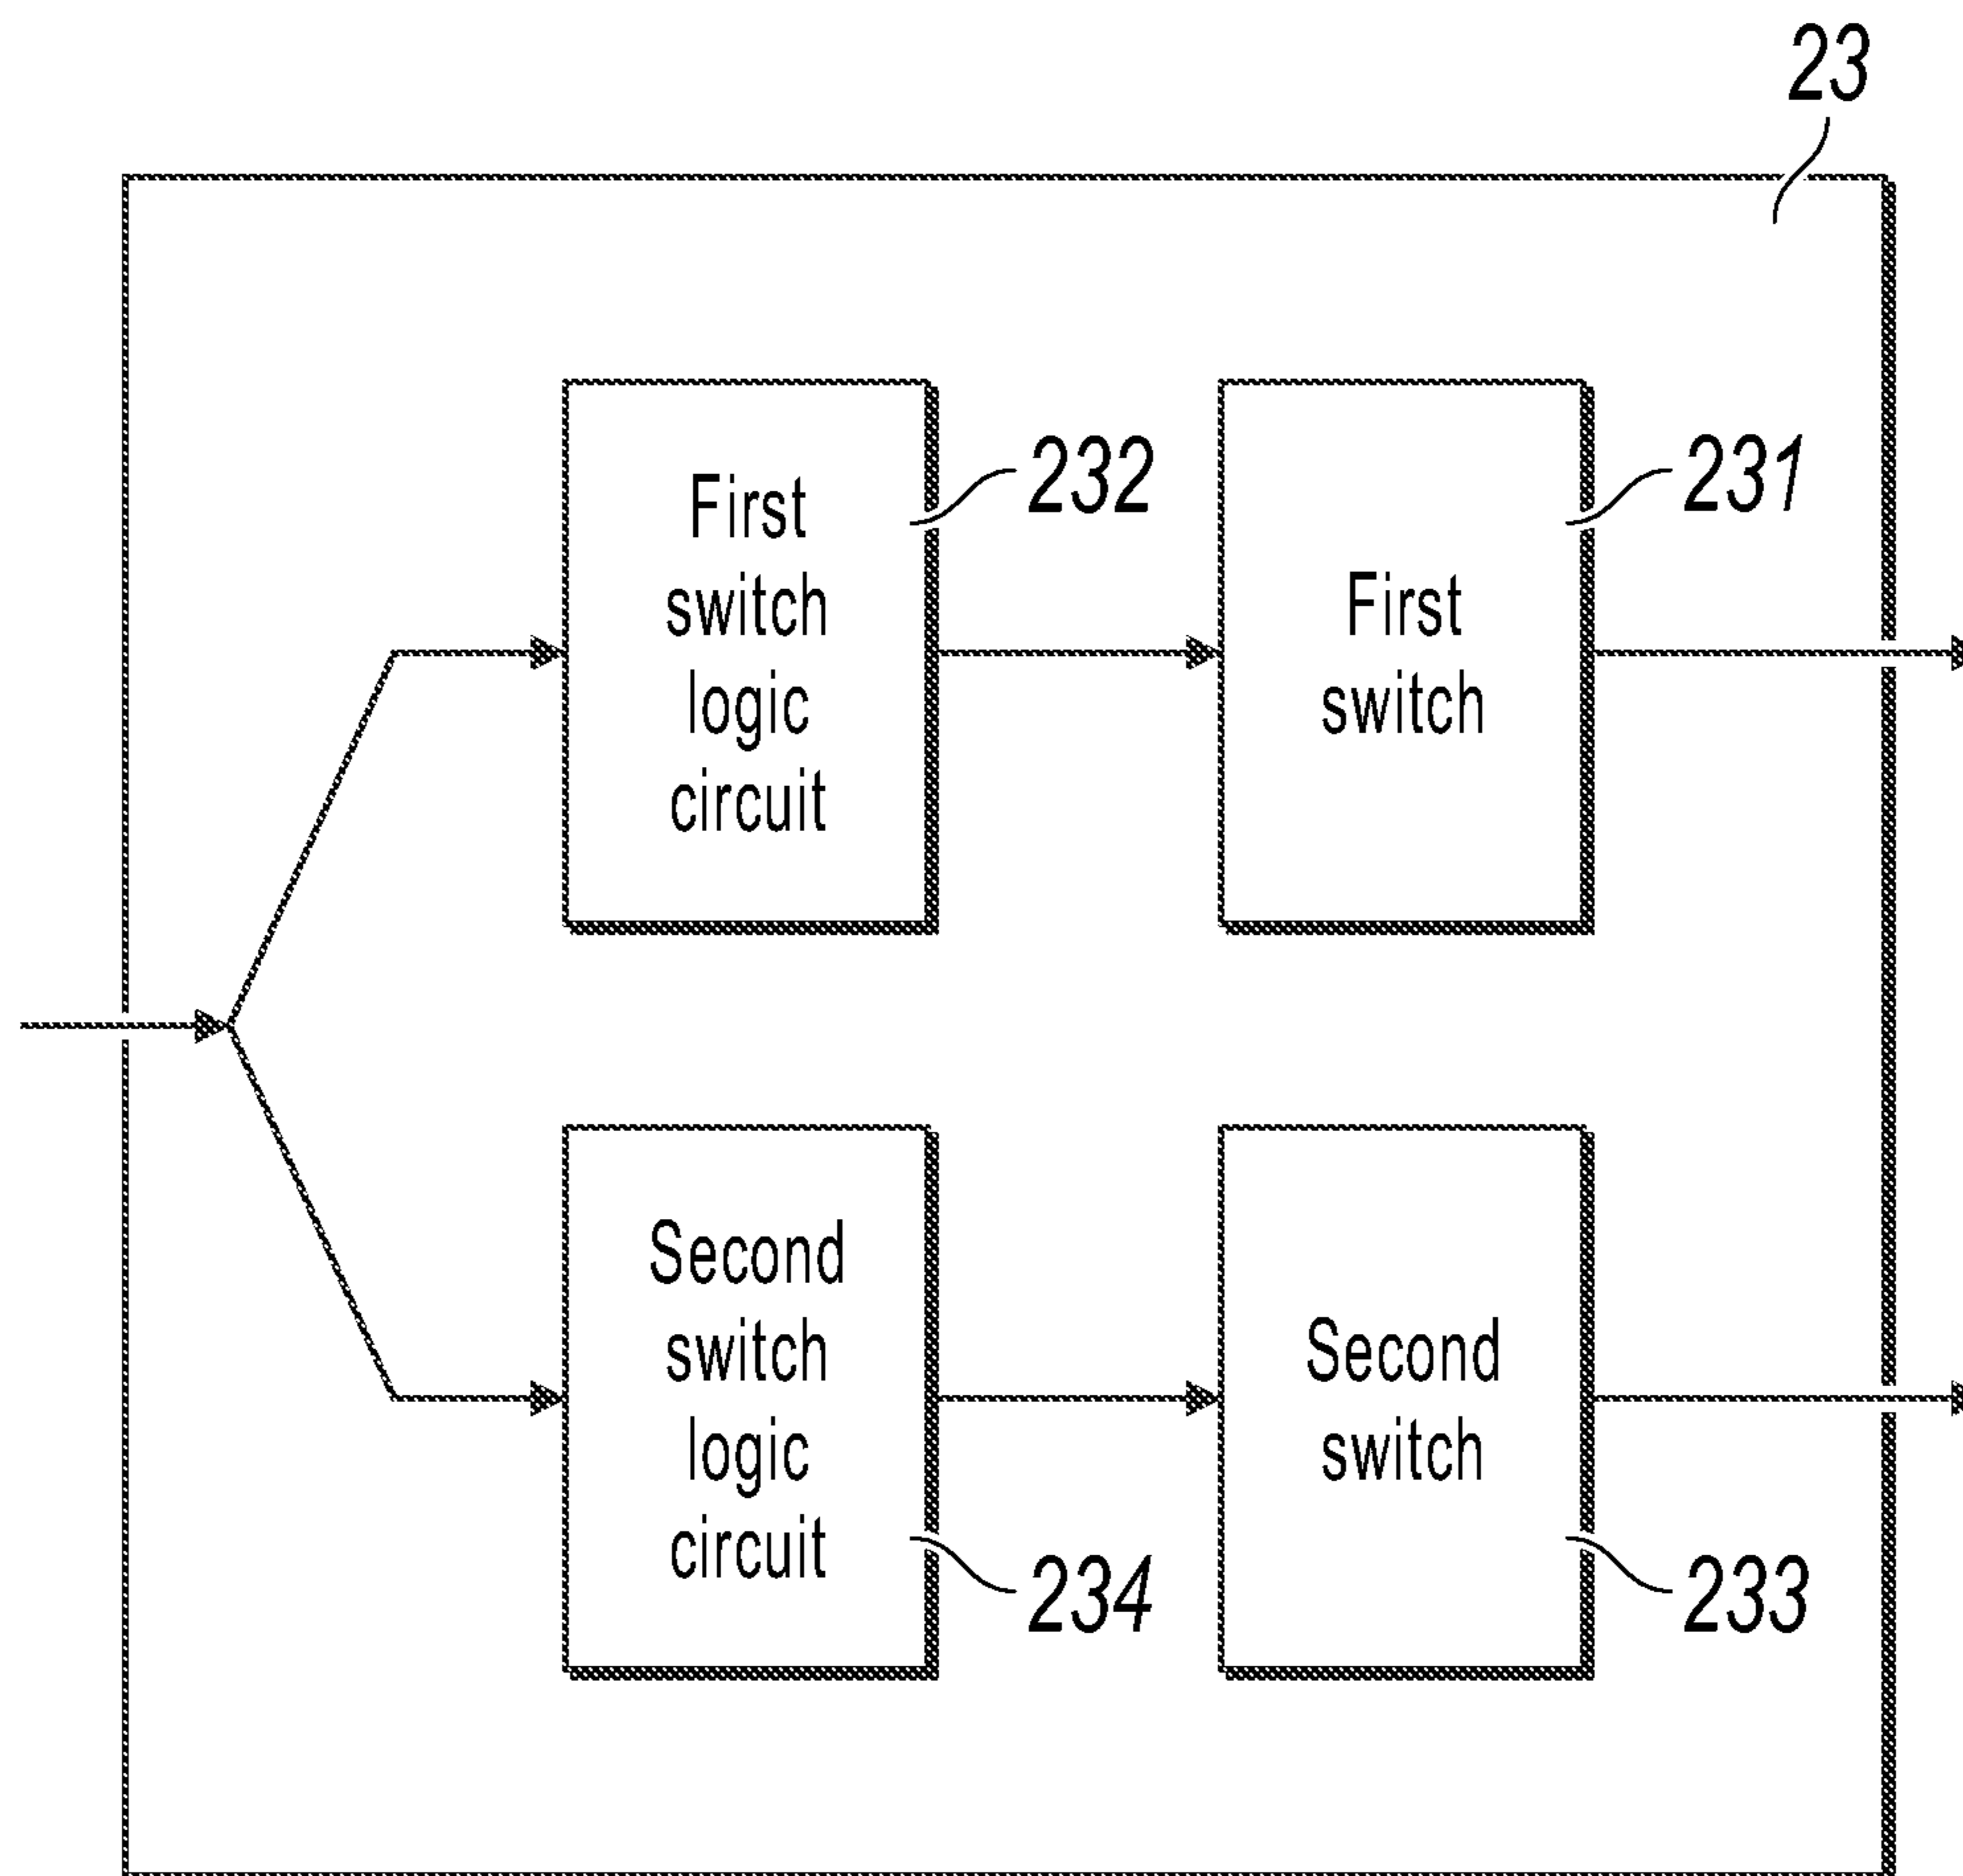 23
First
switch
logic
circuit
232
First
switch
231
Second
switch
logic
circuit
234
Second
switch
233